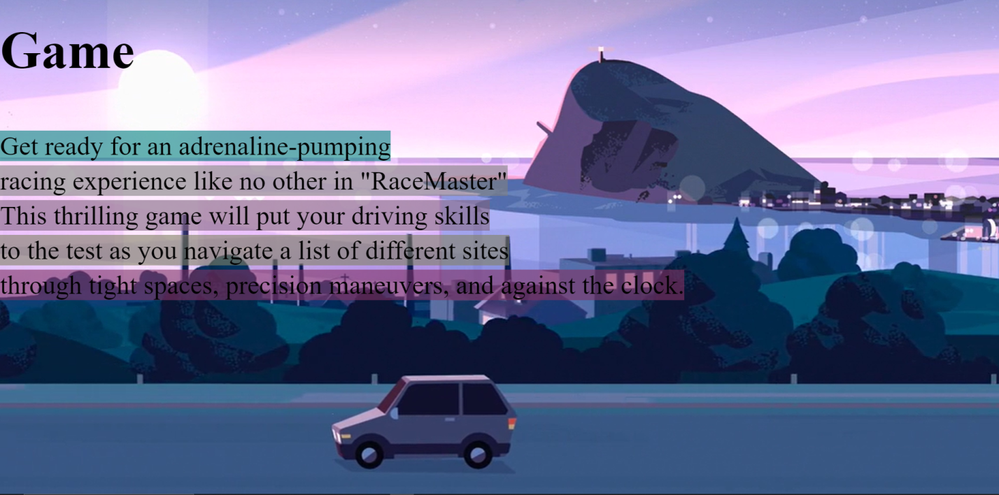 Game
Get ready for an adrenaline-pumping
racing experience like no other in "RaceMaster"
This thrilling game will put your driving skills
to the test as you navigate a list of different sites
through tight spaces, precision maneuvers, and against the clock.